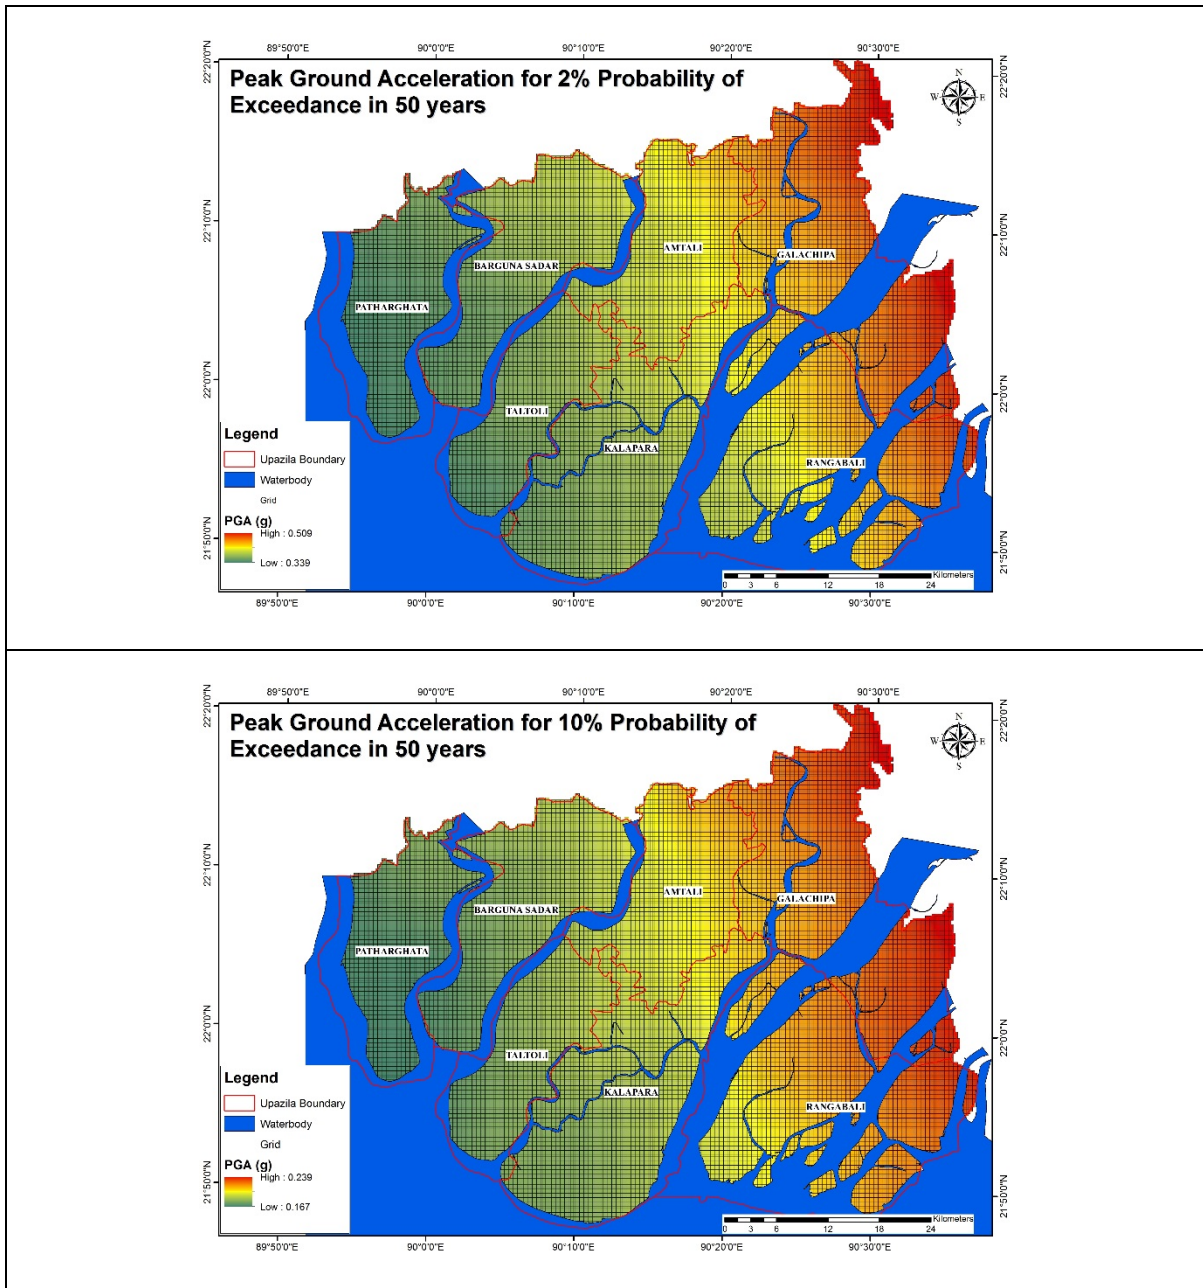 89°50'0"E 90°0'0"E 90°10'0"E 90°20'0"E 90°30'0"E
22°20'0"N 22°20'0"N
Peak Ground Acceleration for 2% Probability of
Exceedance in 50 years
N
W E
S
22°10'0"N 22°10'0"N
AMTALI
GALACHIPA
BARGUNA SADAR
PATHARGHATA
22°0'0"N 22°0'0"N
TALTOLI
KALAPARA
RANGABALI
Legend
Upazila Boundary
Waterbody
Grid
PGA (g)
High : 0.509
Low : 0.339
21°50'0"N 21°50'0"N
Kilometers
0 1 3 6 12 18 24
89°50'0"E 90°0'0"E 90°10'0"E 90°20'0"E 90°30'0"E
89°50'0"E 90°0'0"E 90°10'0"E 90°20'0"E 90°30'0"E
22°20'0"N 22°20'0"N
Peak Ground Acceleration for 10% Probability of
Exceedance in 50 years
N
W E
S
22°10'0"N 22°10'0"N
AMTALI
GALACHIPA
BARGUNA SADAR
PATHARGHATA
22°0'0"N 22°0'0"N
TALTOLI
KALAPARA
RANGABALI
Legend
Upazila Boundary
Waterbody
Grid
PGA (g)
High : 0.239
Low : 0.167
21°50'0"N 21°50'0"N
Kilometers
0 1 3 6 12 18 24
89°50'0"E 90°0'0"E 90°10'0"E 90°20'0"E 90°30'0"E